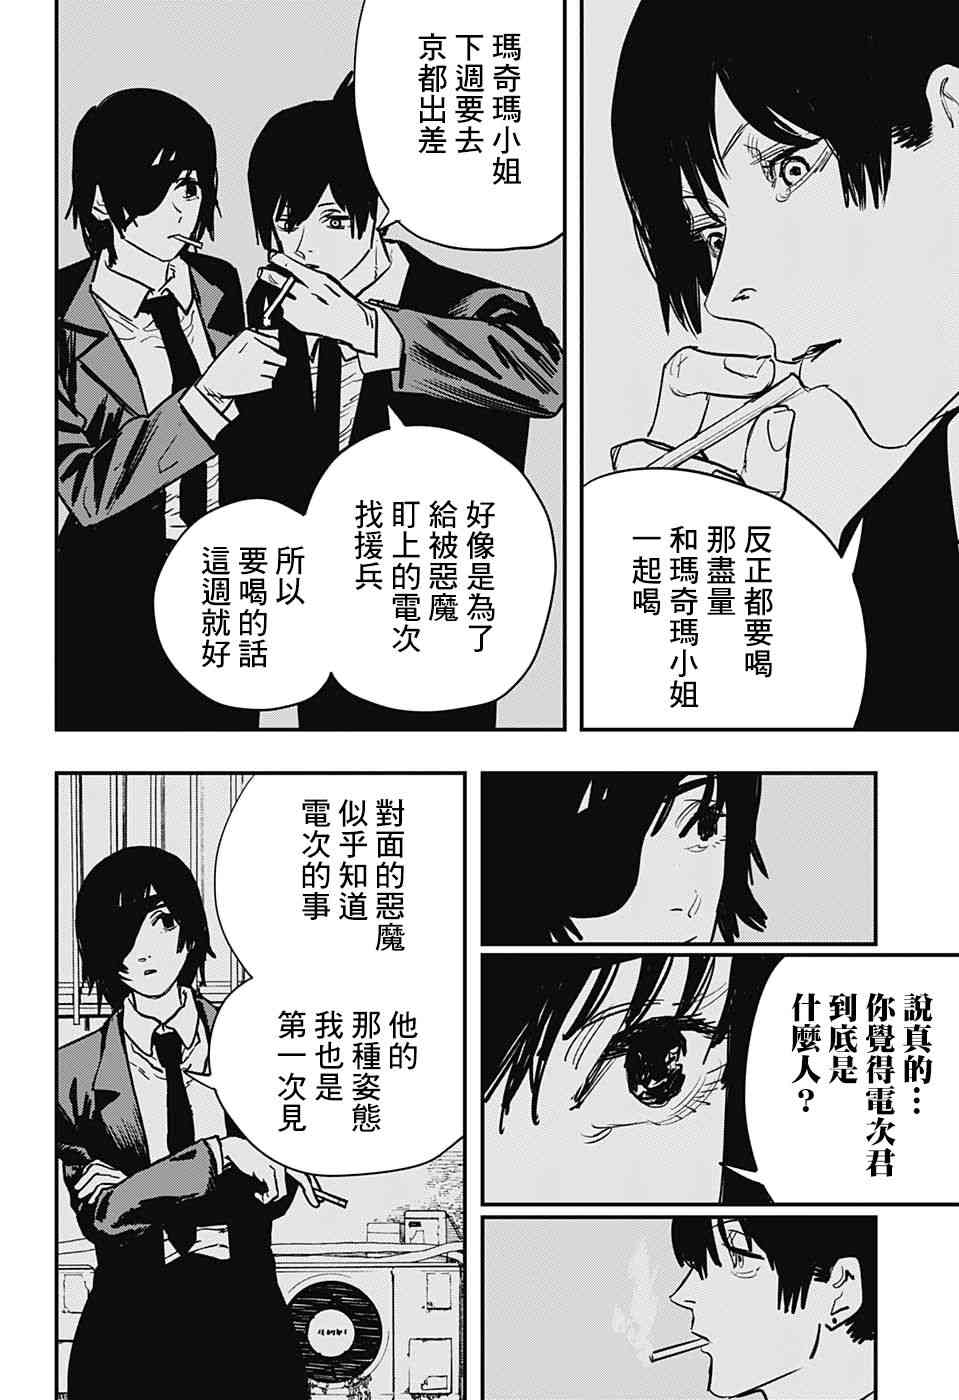 反正都要喝
那盡量
和瑪奇瑪小姐
一起喝
瑪奇瑪小姐
下週要去
京都出差
好像是為了
給被惡魔
盯上的電次
找援兵
所以
要喝的話
這週就好
說真的…
你覺得電次君
到底是
什麼人？
對面的惡魔
似乎知道
電次的事
他的
那種姿態
我也是
第一次見